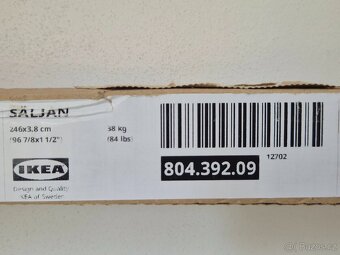 SÄLJAN
246x3,8 cm
(96 7/8x1 1/2")
38 kg
(84 lbs)
IKEA
Design and Quality
IKEA of Sweden
12702
804.392.09